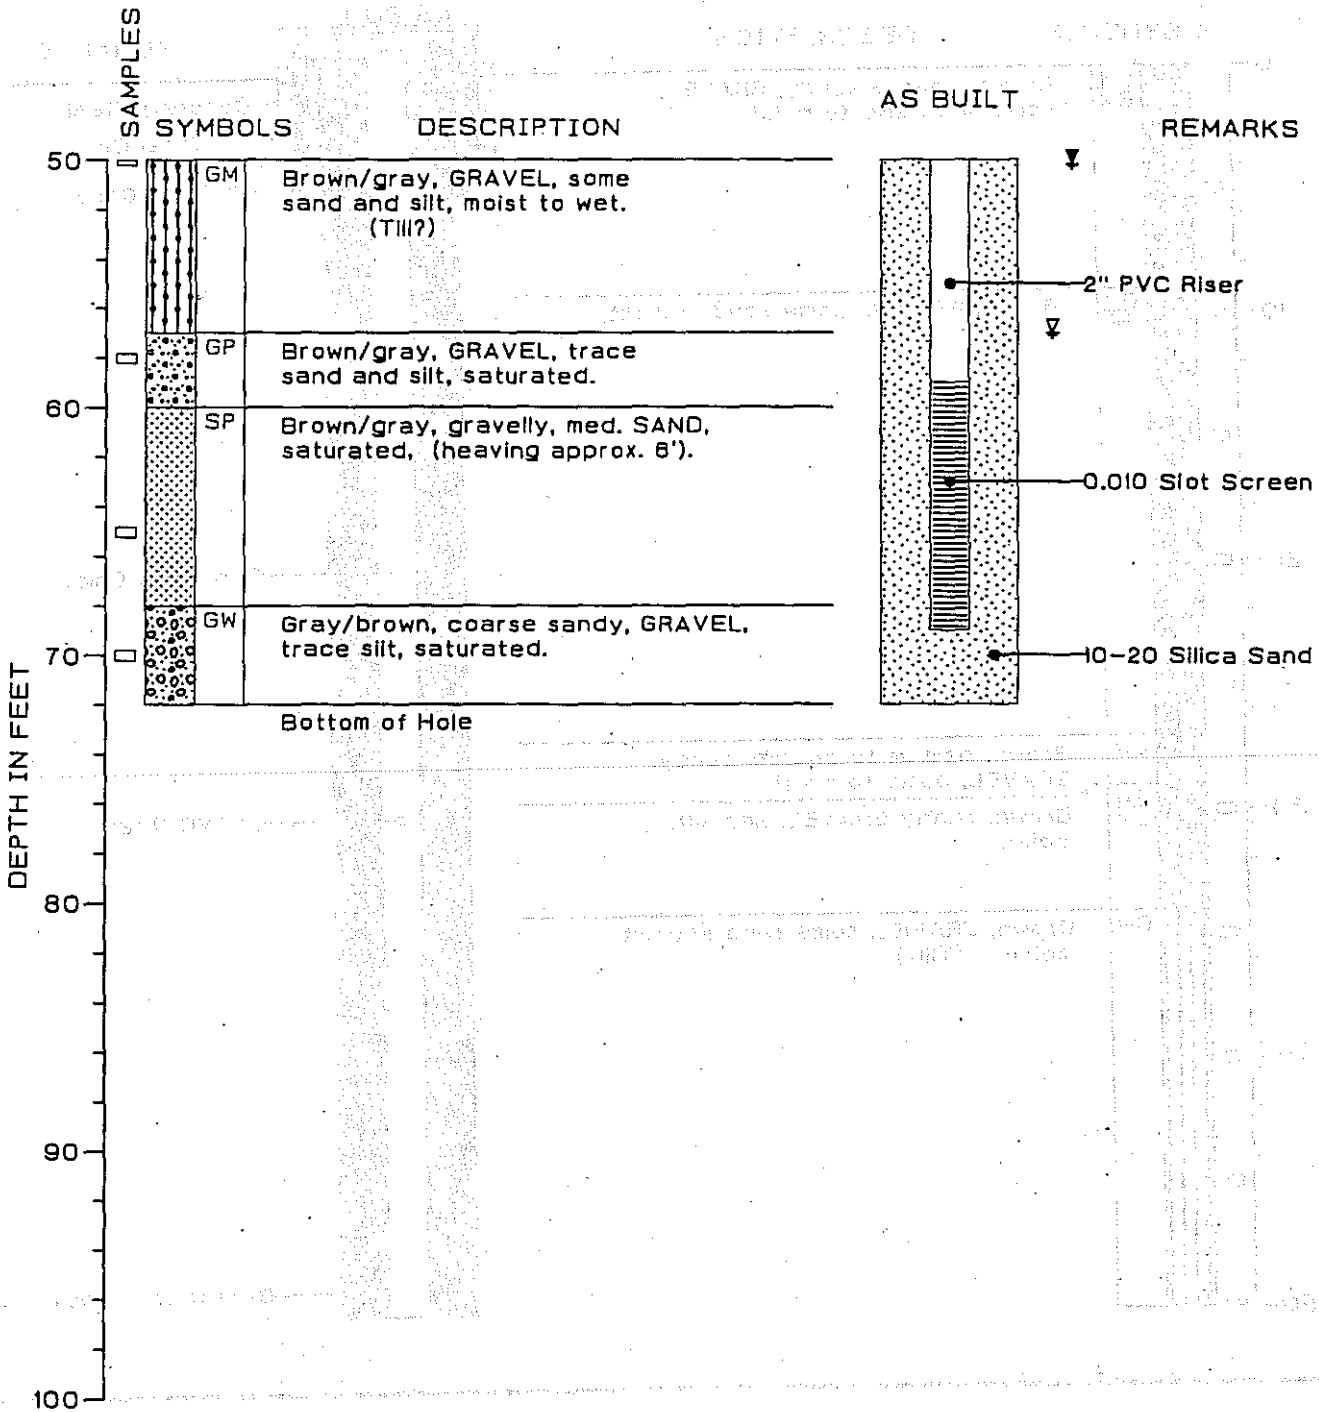 SAMPLES
SYMBOLS
DESCRIPTION
AS BUILT
REMARKS
50
GM
Brown/gray, GRAVEL, some
sand and silt, moist to wet.
(Till?)
2" PVC Riser
GP
Brown/gray, GRAVEL, trace
sand and silt, saturated.
60
SP
Brown/gray, gravelly, med. SAND,
saturated, (heaving approx. 6').
0.010 Slot Screen
GW
Gray/brown, coarse sandy, GRAVEL,
trace silt, saturated.
70
10-20 Silica Sand
Bottom of Hole
DEPTH IN FEET
80
90
100